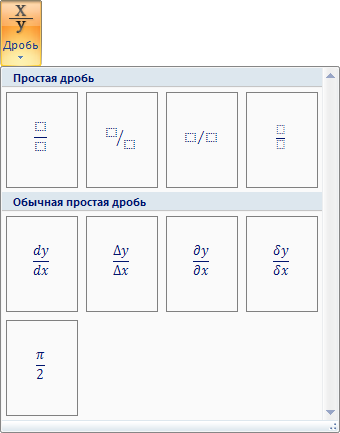 x
y
Дробь
Простая дробь
/
/
Обычная простая дробь
dy
dx
Δy
Δx
∂y
∂x
δy
δx
π
2